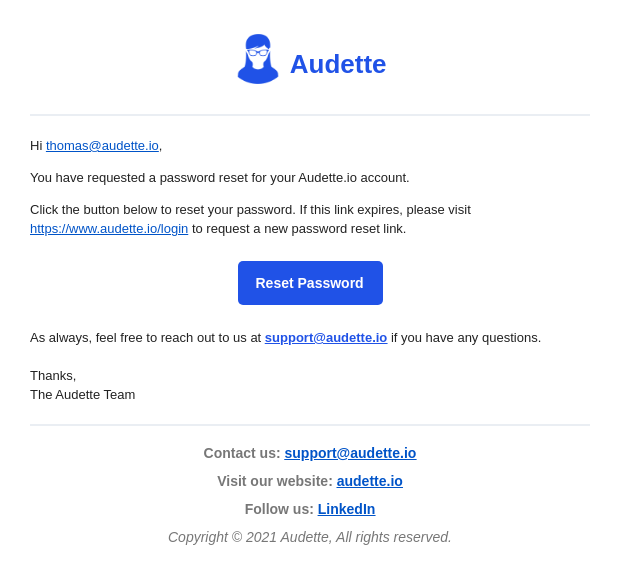 Audette
Hi thomas@audette.io,
You have requested a password reset for your Audette.io account.
Click the button below to reset your password. If this link expires, please visit
https://www.audette.io/login to request a new password reset link.
Reset Password
As always, feel free to reach out to us at support@audette.io if you have any questions.
Thanks,
The Audette Team
Contact us: support@audette.io
Visit our website: audette.io
Follow us: LinkedIn
Copyright © 2021 Audette, All rights reserved.